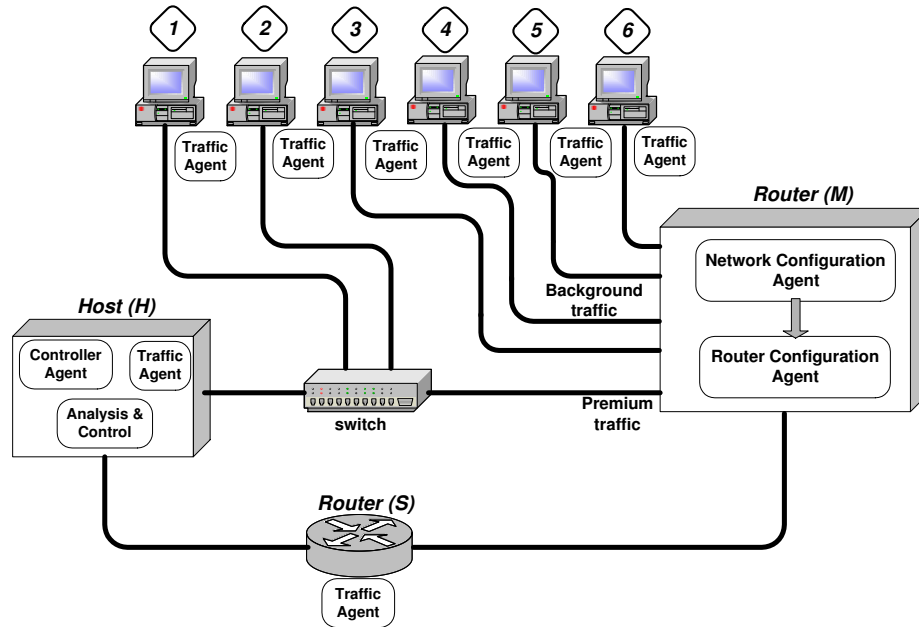 1
2
3
4
5
6
Traffic
Agent
Traffic
Agent
Traffic
Agent
Traffic
Agent
Traffic
Agent
Traffic
Agent
Router (M)
Network Configuration
Agent
Router Configuration
Agent
Background
traffic
Premium
traffic
Host (H)
Controller
Agent
Traffic
Agent
Analysis &
Control
switch
Router (S)
Traffic
Agent